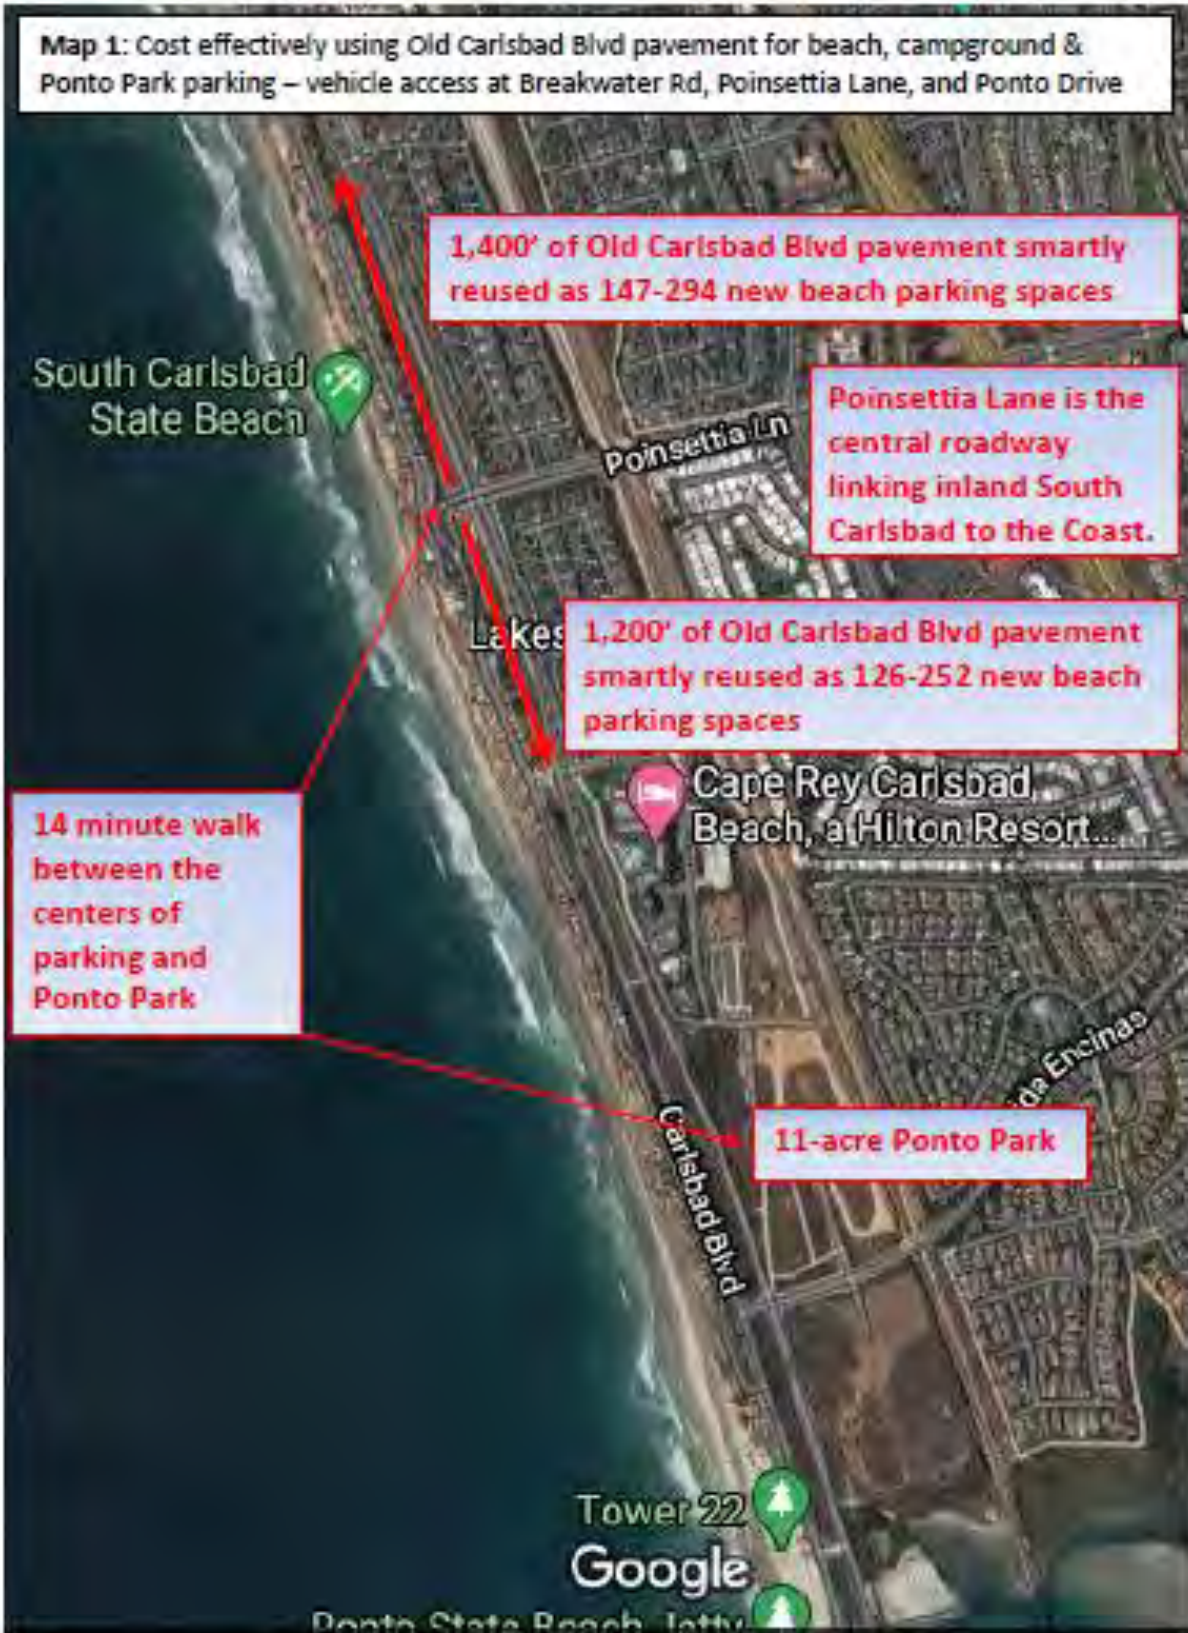 Map 1: Cost effectively using Old Carlsbad Blvd pavement for beach, campground &
Ponto Park parking – vehicle access at Breakwater Rd, Poinsettia Lane, and Ponto Drive
1,400' of Old Carlsbad Blvd pavement smartly
reused as 147-294 new beach parking spaces
South Carlsbad
State Beach
Poinsettia Ln
Poinsettia Lane is the
central roadway
linking inland South
Carlsbad to the Coast.
Lakes
1,200' of Old Carlsbad Blvd pavement
smartly reused as 126-252 new beach
parking spaces
Cape Rey Carlsbad
Beach, a Hilton Resort...
14 minute walk
between the
centers of
parking and
Ponto Park
da Encinas
11-acre Ponto Park
Carlsbad Blvd
Tower 22
Google
Ponto State Beach Jetty